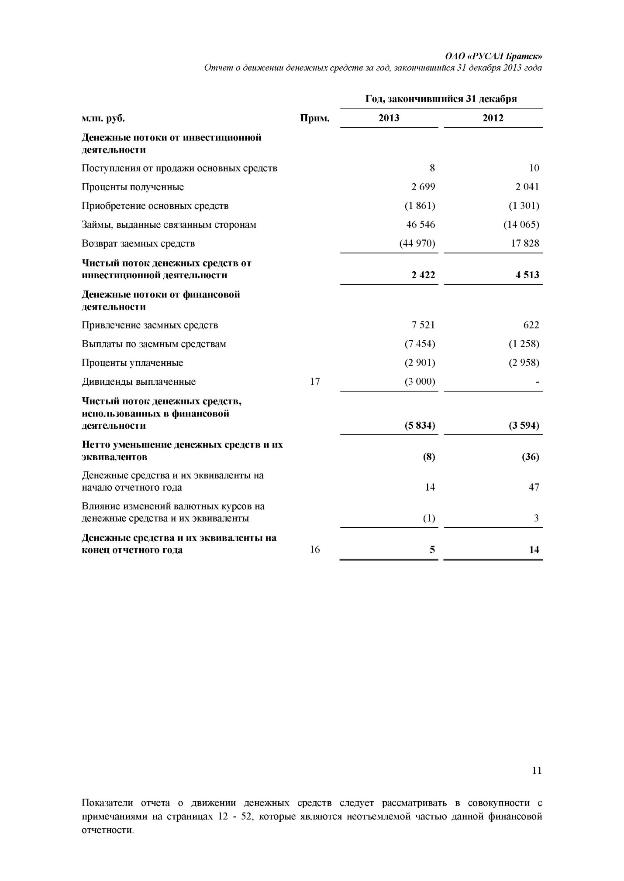 ОАО «РУСАЛ Братск»
Отчет о движении денежных средств за год, закончившийся 31 декабря 2013 года
Год, закончившийся 31 декабря
млн. руб. Прим. 2013 2012
Денежные потоки от инвестиционной
деятельности
Поступления от продажи основных средств 8 10
Проценты полученные 2 699 2 041
Приобретение основных средств (1 861) (1 301)
Займы, выданные связанным сторонам 46 546 (14 065)
Возврат заемных средств (44 970) 17 828
Чистый поток денежных средств от
инвестиционной деятельности 2 422 4 513
Денежные потоки от финансовой
деятельности
Привлечение заемных средств 7 521 622
Выплаты по заемным средствам (7 454) (1 258)
Проценты уплаченные (2 901) (2 958)
Дивиденды выплаченные 17 (3 000) -
Чистый поток денежных средств,
использованных в финансовой
деятельности (5 834) (3 594)
Нетто уменьшение денежных средств и их
эквивалентов (8) (36)
Денежные средства и их эквиваленты на
начало отчетного года 14 47
Влияние изменений валютных курсов на
денежные средства и их эквиваленты (1) 3
Денежные средства и их эквиваленты на
конец отчетного года 16 5 14
11
Показатели отчета о движении денежных средств следует рассматривать в совокупности с
примечаниями на страницах 12 - 52, которые являются неотъемлемой частью данной финансовой
отчетности.